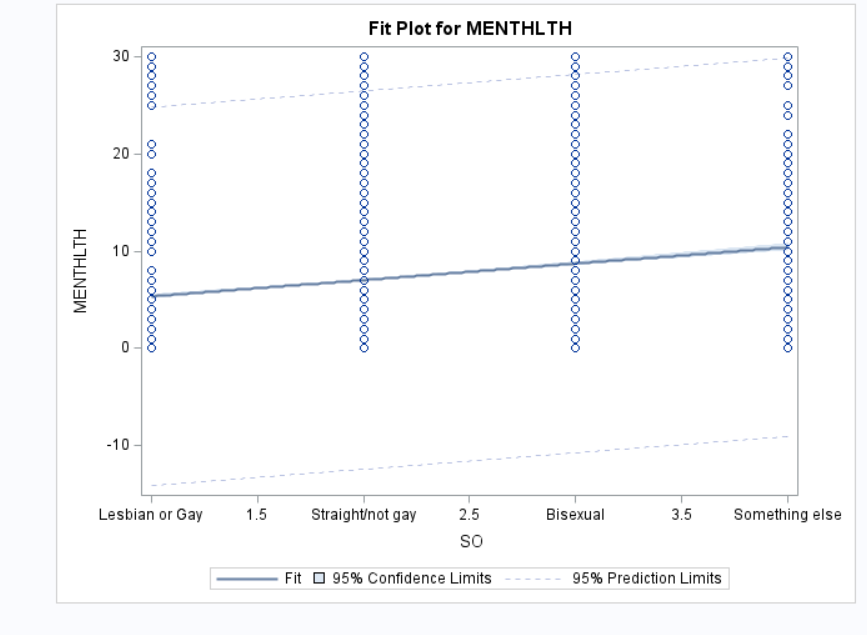 Fit Plot for MENTHLTH
30
20
10
0
-10
MENTHLTH
Lesbian or Gay 1.5 Straight/not gay 2.5 Bisexual 3.5 Something else
SO
Fit 95% Confidence Limits 95% Prediction Limits